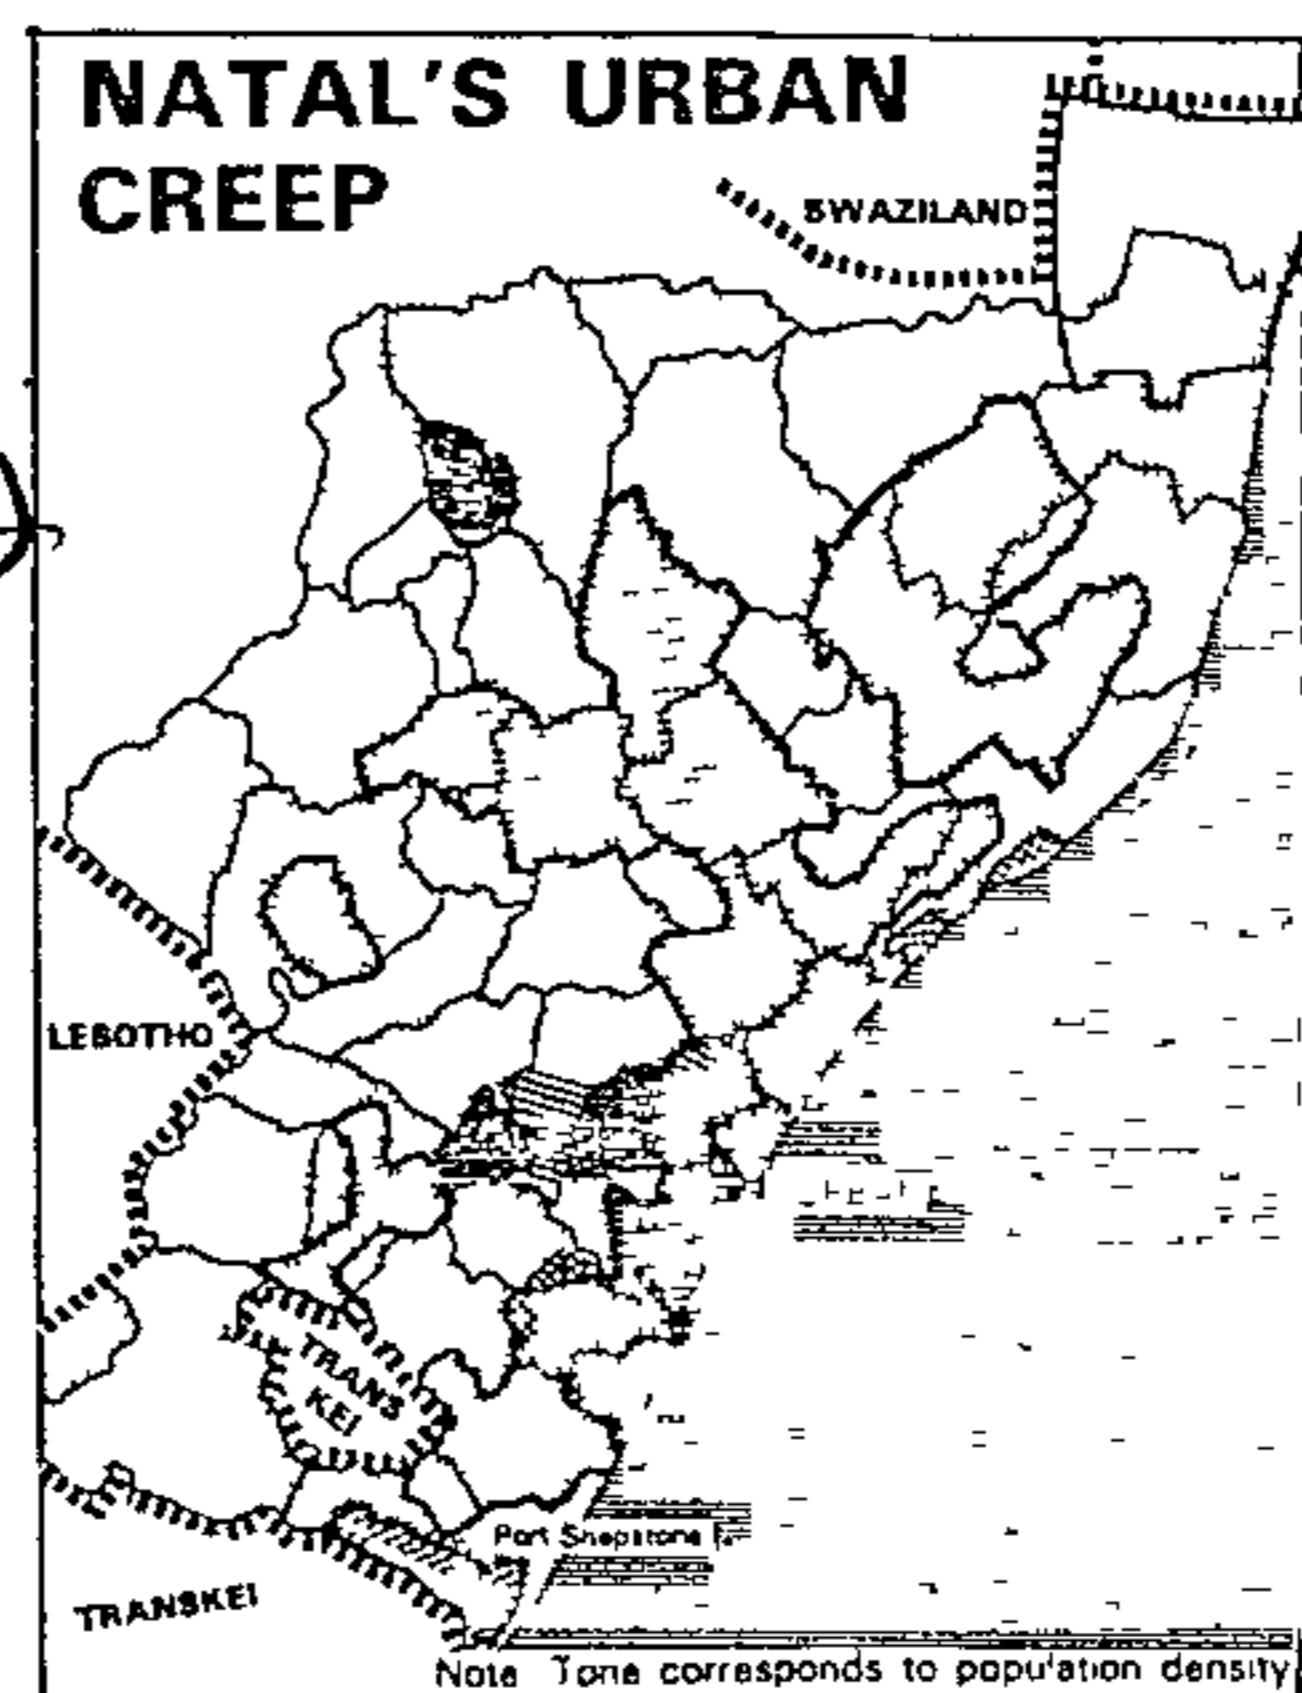 NATAL'S URBAN
CREEP
SWAZILAND
LEBOTHO
TRANS
KEI
Port Shepstone
TRANSKEI
Note Tone corresponds to population density